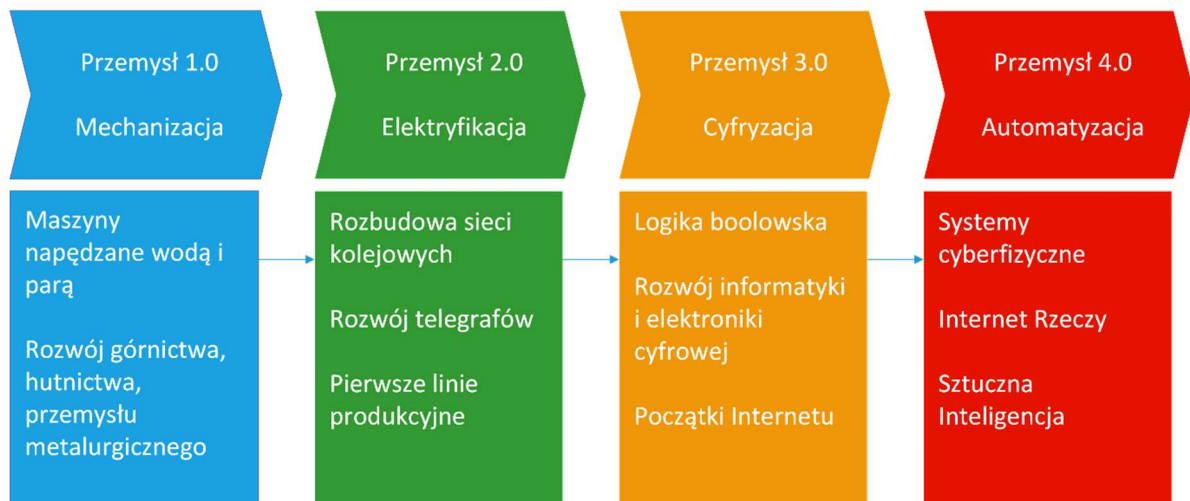 Przemysł 1.0
Mechanizacja
Przemysł 2.0
Elektryfikacja
Przemysł 3.0
Cyfryzacja
Przemysł 4.0
Automatyzacja
Maszyny
napędzane wodą i
parą
Rozwój górnictwa,
hutnictwa,
przemysłu
metalurgicznego
Rozbudowa sieci
kolejowych
Rozwój telegrafów
Pierwsze linie
produkcyjne
Logika boolowska
Rozwój informatyki
i elektroniki
cyfrowej
Początki Internetu
Systemy
cyberfizyczne
Internet Rzeczy
Sztuczna
Inteligencja